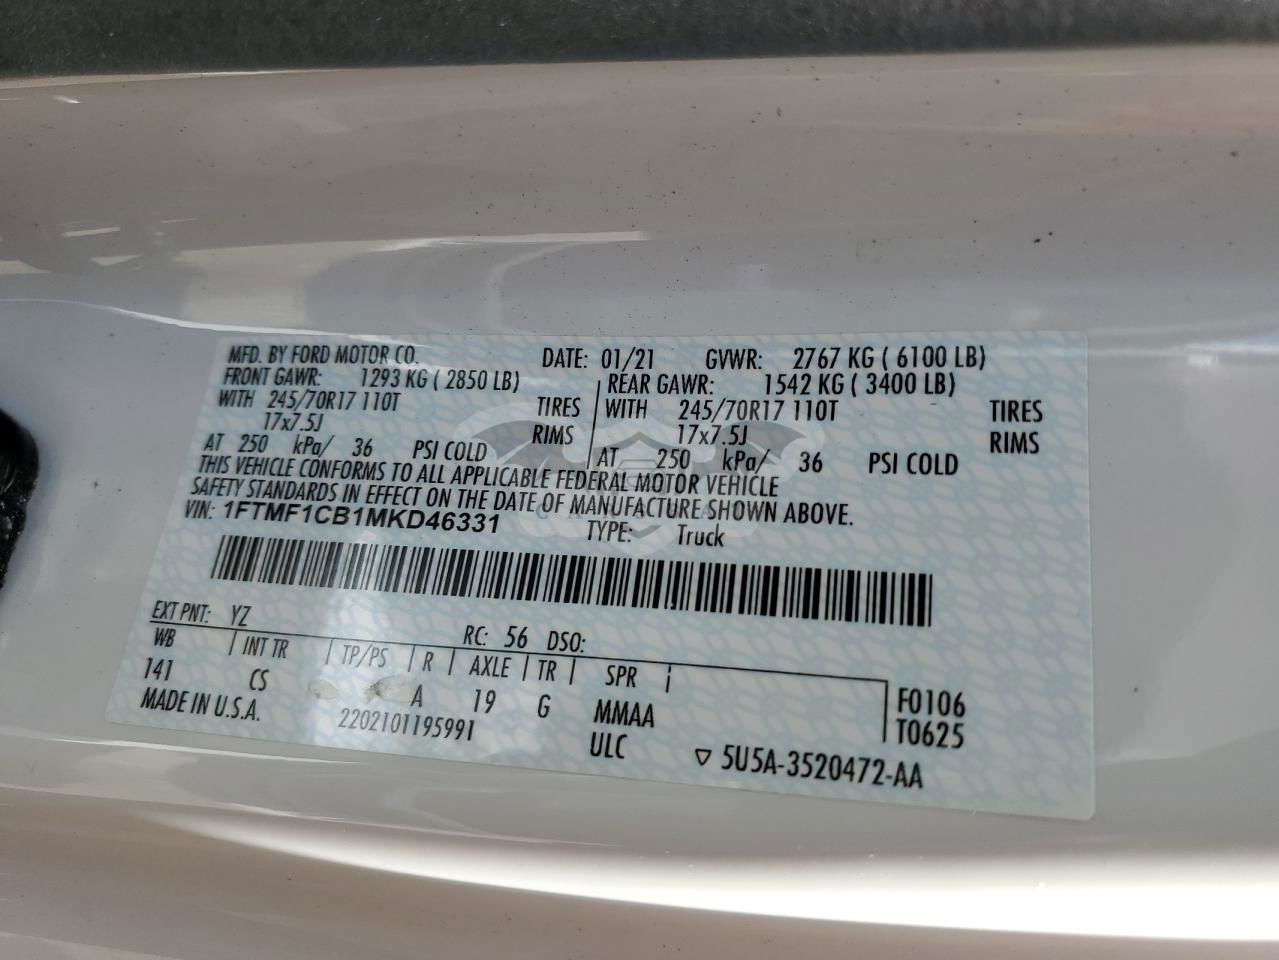 MFD. BY FORD MOTOR CO. DATE: 01/21 GVWR: 2767 KG ( 6100 LB)
FRONT GAWR: 1293 KG ( 2850 LB) REAR GAWR: 1542 KG ( 3400 LB)
WITH 245/70R17 110T TIRES WITH 245/70R17 110T TIRES
17x7.5J RIMS 17x7.5J RIMS
AT 250 kPa/ 36 PSI COLD AT 250 kPa/ 36 PSI COLD
THIS VEHICLE CONFORMS TO ALL APPLICABLE FEDERAL MOTOR VEHICLE
SAFETY STANDARDS IN EFFECT ON THE DATE OF MANUFACTURE SHOWN ABOVE.
VIN: 1FTMF1CB1MKD46331 TYPE: Truck
EXT PNT: YZ RC: 56 DSO:
WB INT TR TP/PS R AXLE TR SPR
141 CS A 19 G MMAA F0106
MADE IN U.S.A. 2202101195991 ULC T0625
▽ 5U5A-3520472-AA